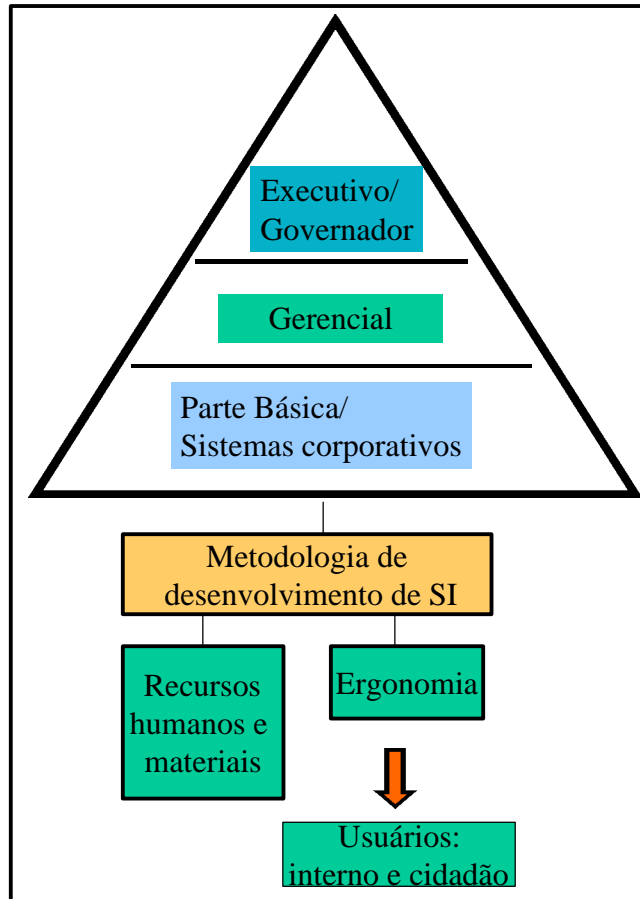 Executivo/
Governador
Gerencial
Parte Básica/
Sistemas corporativos
Metodologia de
desenvolvimento de SI
Recursos
humanos e
materiais
Ergonomia
Usuários:
interno e cidadão